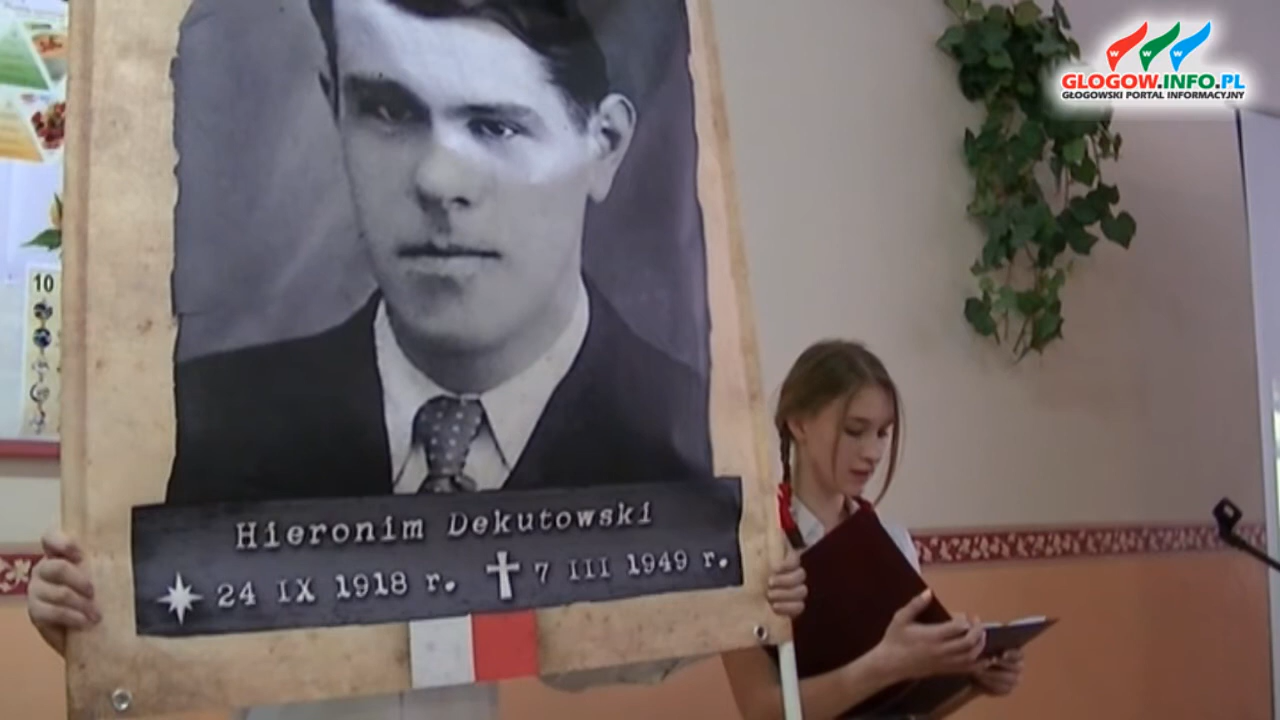 GLOGOW.INFO.PL
GŁOGOWSKI PORTAL INFORMACYJNY
10
Hieronim Dekutowski
24 IX 1918 r. 7 III 1949 r.